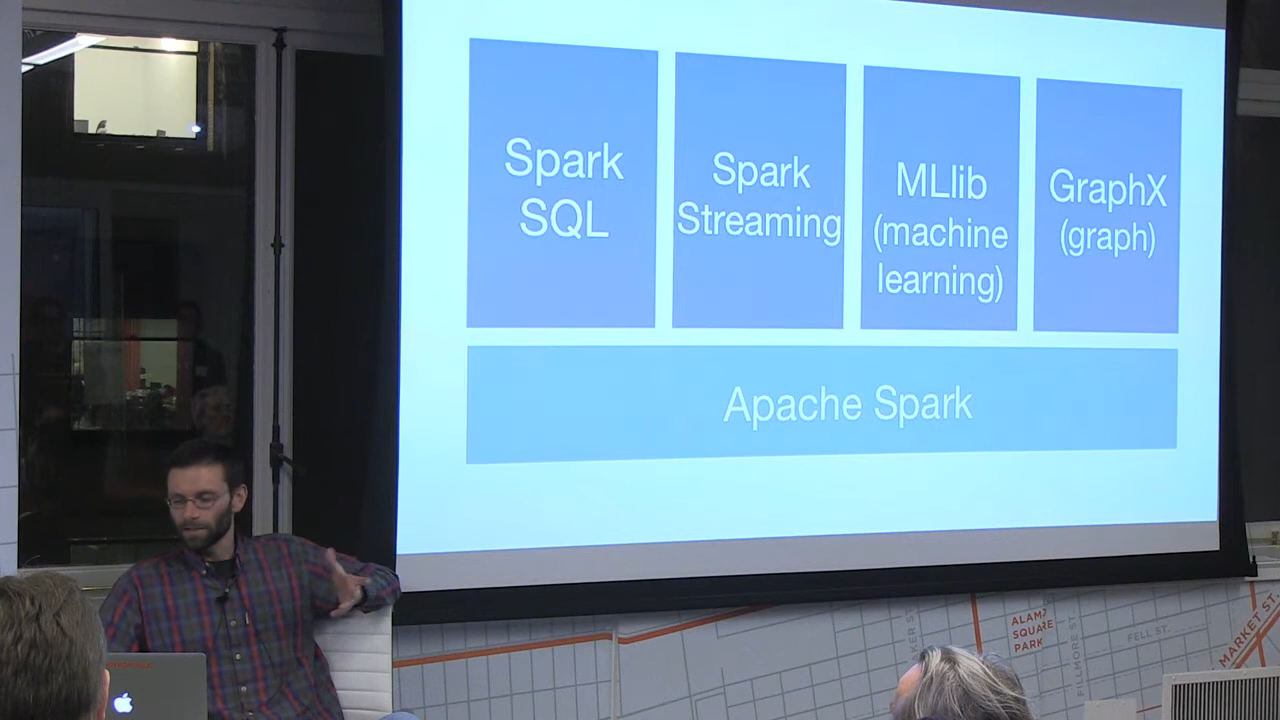 Spark
SQL
Spark
Streaming
MLlib
(machine
learning)
GraphX
(graph)
Apache Spark
SQUARE
PARK
FILLMORE ST.
FELL ST.
MARKET ST.